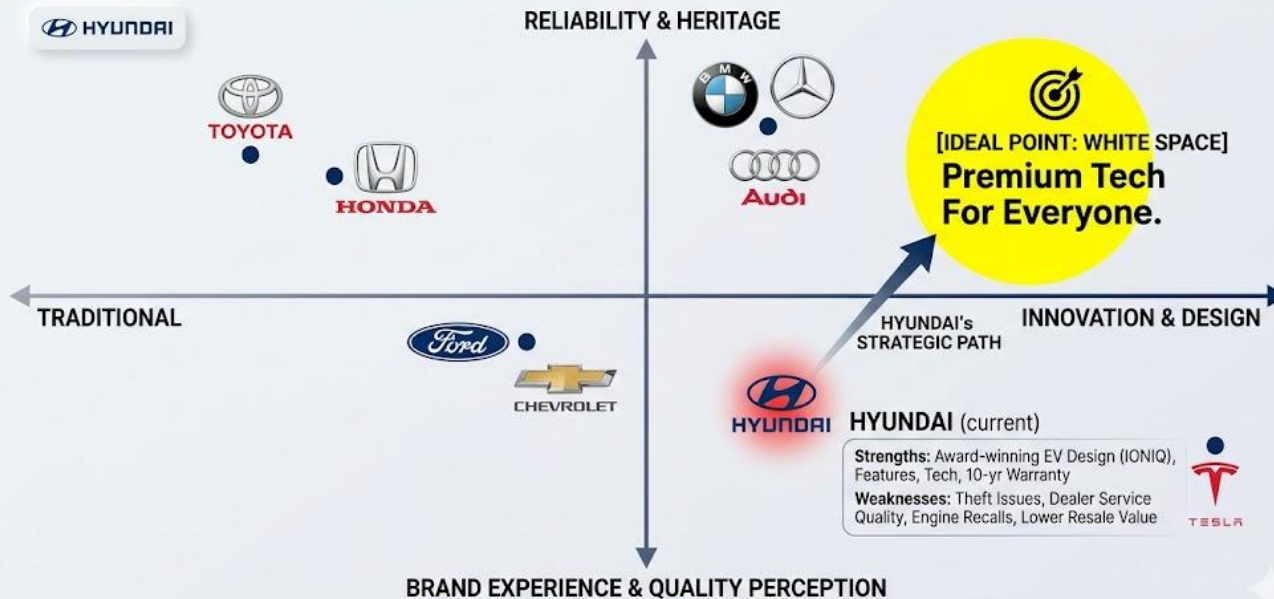 HYUNDAI
RELIABILITY & HERITAGE
TOYOTA
HONDA
BMW
Audi
[IDEAL POINT: WHITE SPACE]
Premium Tech
For Everyone.
TRADITIONAL
INNOVATION & DESIGN
HYUNDAI's
STRATEGIC PATH
Ford
CHEVROLET
HYUNDAI
HYUNDAI (current)
Strengths: Award-winning EV Design (IONIQ),
Features, Tech, 10-yr Warranty
Weaknesses: Theft Issues, Dealer Service
Quality, Engine Recalls, Lower Resale Value
TESLA
BRAND EXPERIENCE & QUALITY PERCEPTION